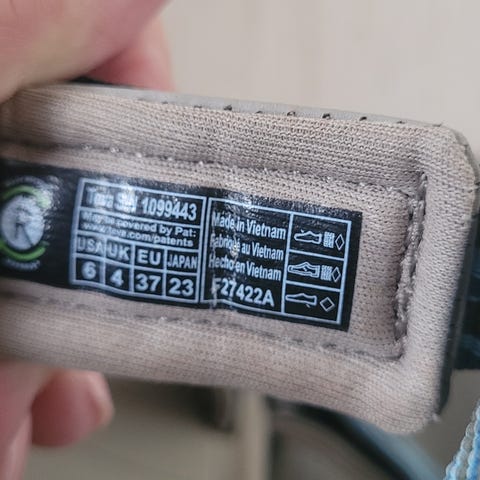 Teva S/N 1099443
May be covered by Pat:
www.teva.com/patents
USA UK EU JAPAN
6 4 37 23
Made in Vietnam
Fabriqué au Vietnam
Hecho en Vietnam
F27422A